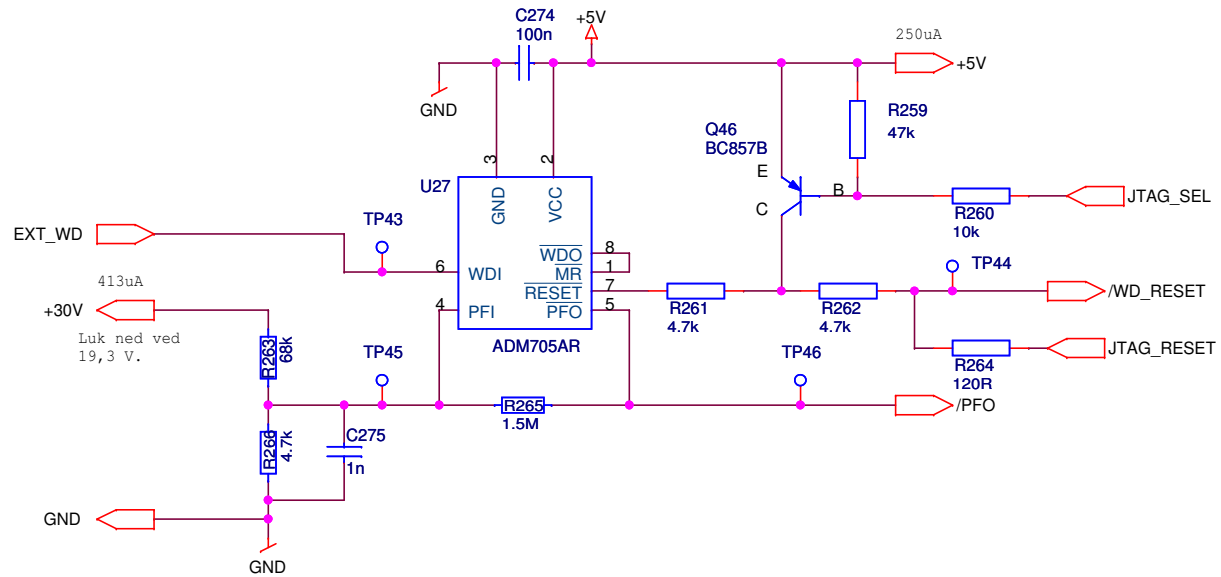 C274
100n
+5V
250uA
+5V
GND
R259
47k
Q46
BC857B
E
B
C
3
2
U27
GND
VCC
R260
10k
JTAG_SEL
TP43
EXT_WD
6
WDI
WDO
8
MR
1
RESET
7
PFO
5
4
PFI
ADM705AR
R261
4.7k
R262
4.7k
TP44
/WD_RESET
JTAG_RESET
R264
120R
413uA
+30V
Luk ned ved
19,3 V.
R263
68k
TP45
TP46
R265
1.5M
/PFO
R266
4.7k
C275
1n
GND
GND